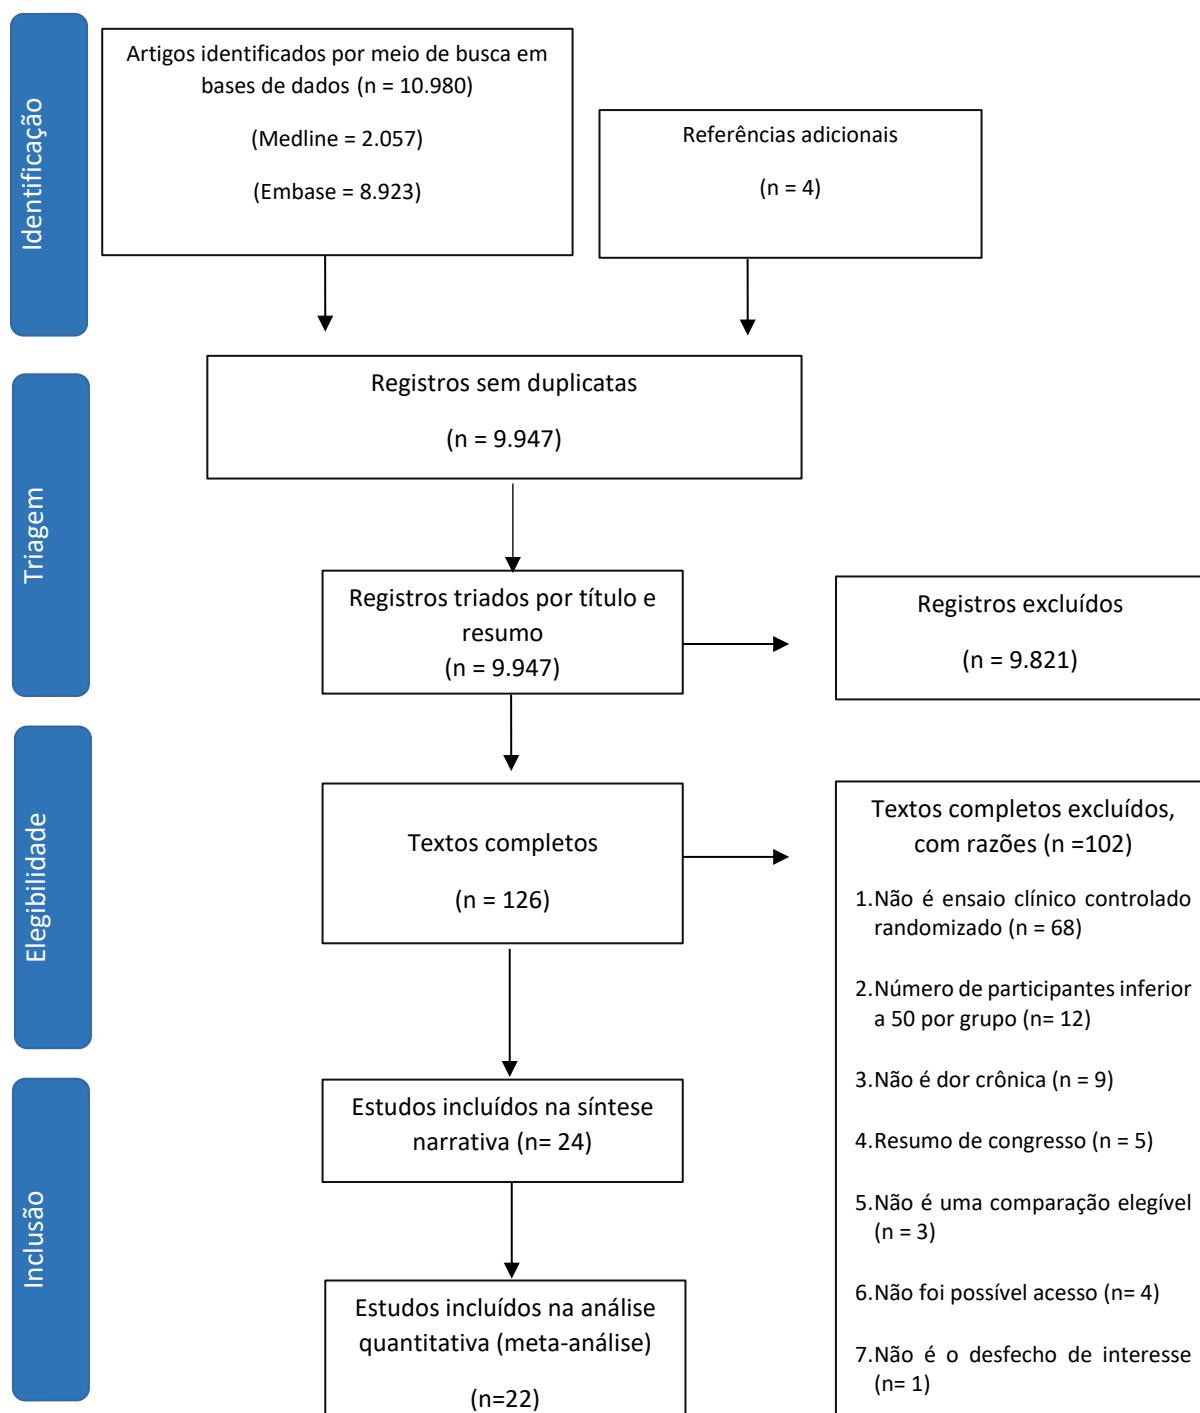 Identificação
Artigos identificados por meio de busca em
bases de dados (n = 10.980)
(Medline = 2.057)
(Embase = 8.923)
Referências adicionais
(n = 4)
Triagem
Registros sem duplicatas
(n = 9.947)
Registros triados por título e
resumo
(n = 9.947)
Registros excluídos
(n = 9.821)
Elegibilidade
Textos completos
(n = 126)
Textos completos excluídos,
com razões (n =102)
1.Não é ensaio clínico controlado
randomizado (n = 68)
2.Número de participantes inferior
a 50 por grupo (n= 12)
3.Não é dor crônica (n = 9)
4.Resumo de congresso (n = 5)
5.Não é uma comparação elegível
(n = 3)
6.Não foi possível acesso (n= 4)
7.Não é o desfecho de interesse
(n= 1)
Inclusão
Estudos incluídos na síntese
narrativa (n= 24)
Estudos incluídos na análise
quantitativa (meta-análise)
(n=22)